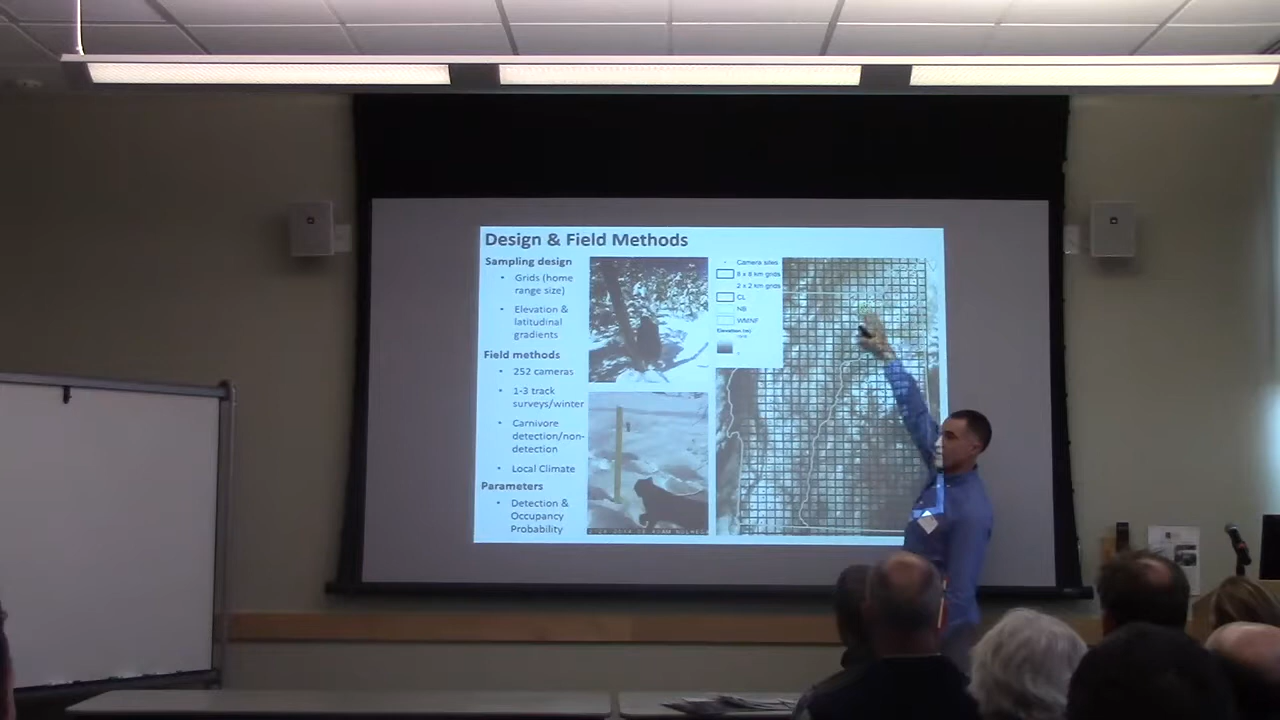 Design & Field Methods
Sampling design
• Grids (home
range size)
• Elevation &
latitudinal
gradients
Field methods
• 252 cameras
• 1-3 track
surveys/winter
• Carnivore
detection/non-
detection
• Local Climate
Parameters
• Detection &
Occupancy
Probability
Camera sites
8 x 8 km grids
2 x 2 km grids
CL
NB
WMNF
Elevation (m)